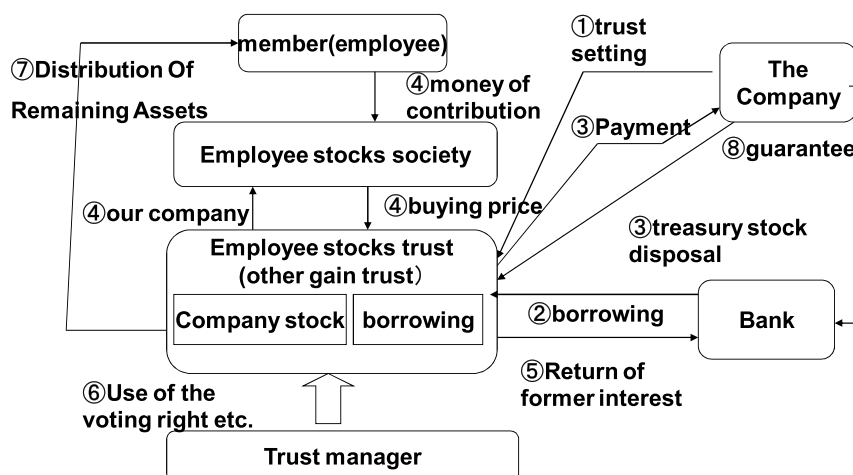 member(employee)
①trust
setting
The
Company
⑦Distribution Of
Remaining Assets
④money of
contribution
③Payment
⑧guarantee
Employee stocks society
④our company
④buying price
③treasury stock
disposal
Employee stocks trust
(other gain trust）
Company stock
borrowing
②borrowing
Bank
⑤Return of
former interest
⑥Use of the
voting right etc.
Trust manager